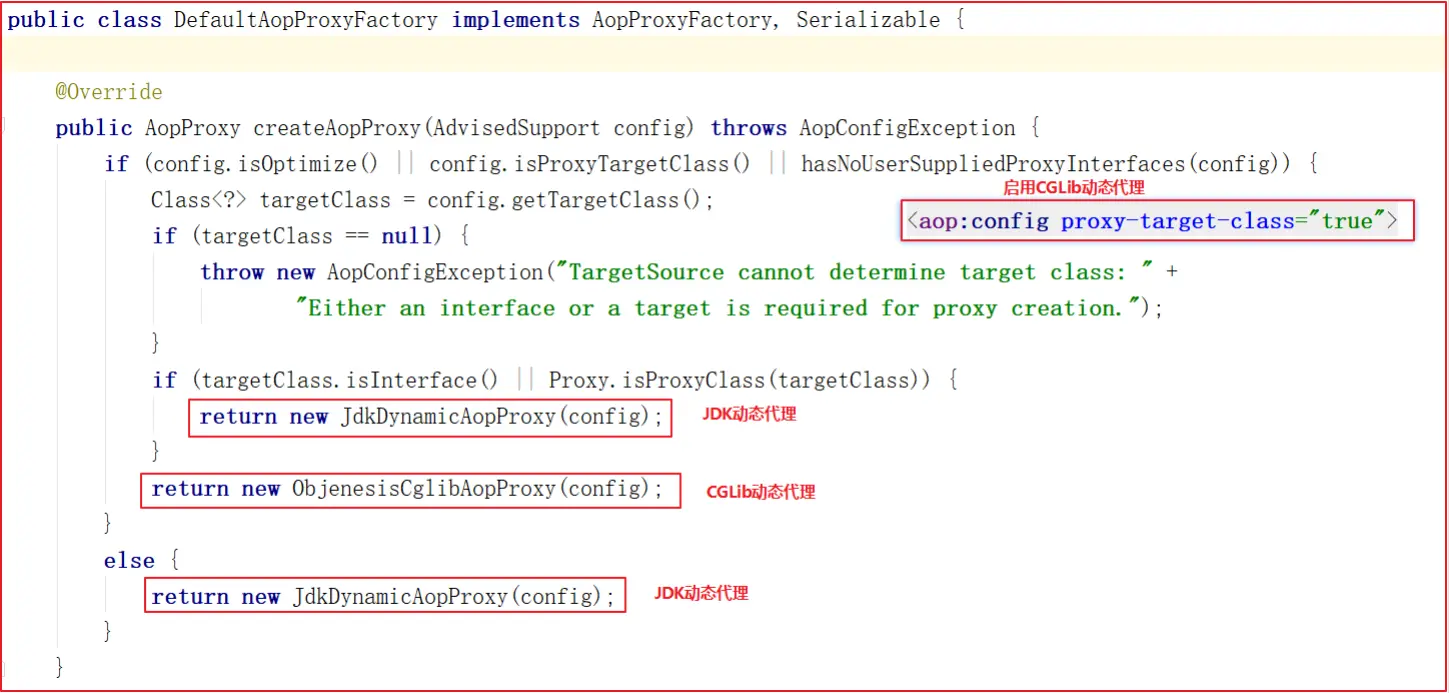 public class DefaultAopProxyFactory implements AopProxyFactory, Serializable {
@Override
public AopProxy createAopProxy(AdvisedSupport config) throws AopConfigException {
if (config.isOptimize() || config.isProxyTargetClass() || hasNoUserSuppliedProxyInterfaces(config)) {
启用CGLib动态代理
Class<?> targetClass = config.getTargetClass();
<aop:config proxy-target-class="true">
if (targetClass == null) {
throw new AopConfigException("TargetSource cannot determine target class: " +
"Either an interface or a target is required for proxy creation.");
}
if (targetClass.isInterface() || Proxy.isProxyClass(targetClass)) {
return new JdkDynamicAopProxy(config); JDK动态代理
}
return new ObjenesisCglibAopProxy(config); CGLib动态代理
}
else {
return new JdkDynamicAopProxy(config); JDK动态代理
}
}